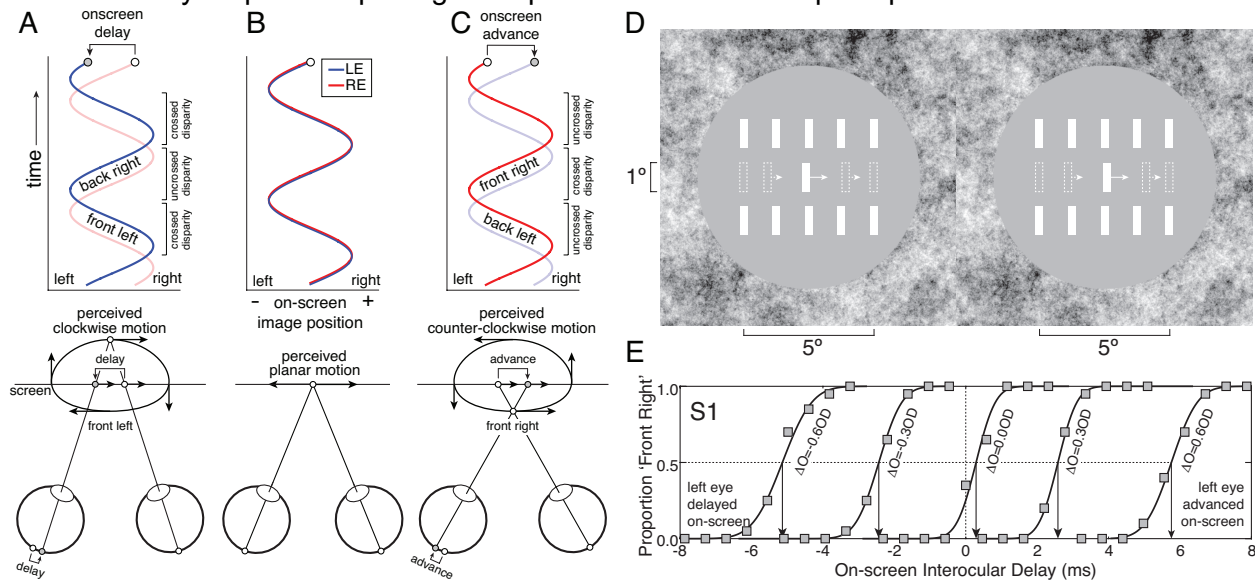 A
onscreen
delay
time
crossed
disparity
uncrossed
disparity
crossed
disparity
back right
front left
left
right
perceived
clockwise motion
delay
screen
front left
delay
B
LE
RE
− on-screen +
image position
perceived
planar motion
C
onscreen
advance
uncrossed
disparity
crossed
disparity
uncrossed
disparity
front right
back left
left
right
perceived
counter-clockwise motion
advance
front right
advance
D
1º
5º
5º
E
Proportion 'Front Right'
1.0
0.5
0.0
S1
ΔO=-0.6OD
ΔO=-0.3OD
ΔO=0.0OD
ΔO=0.3OD
ΔO=0.6OD
left eye
delayed
on-screen
left eye
advanced
on-screen
-8 -6 -4 -2 0 2 4 6 8
On-screen Interocular Delay (ms)